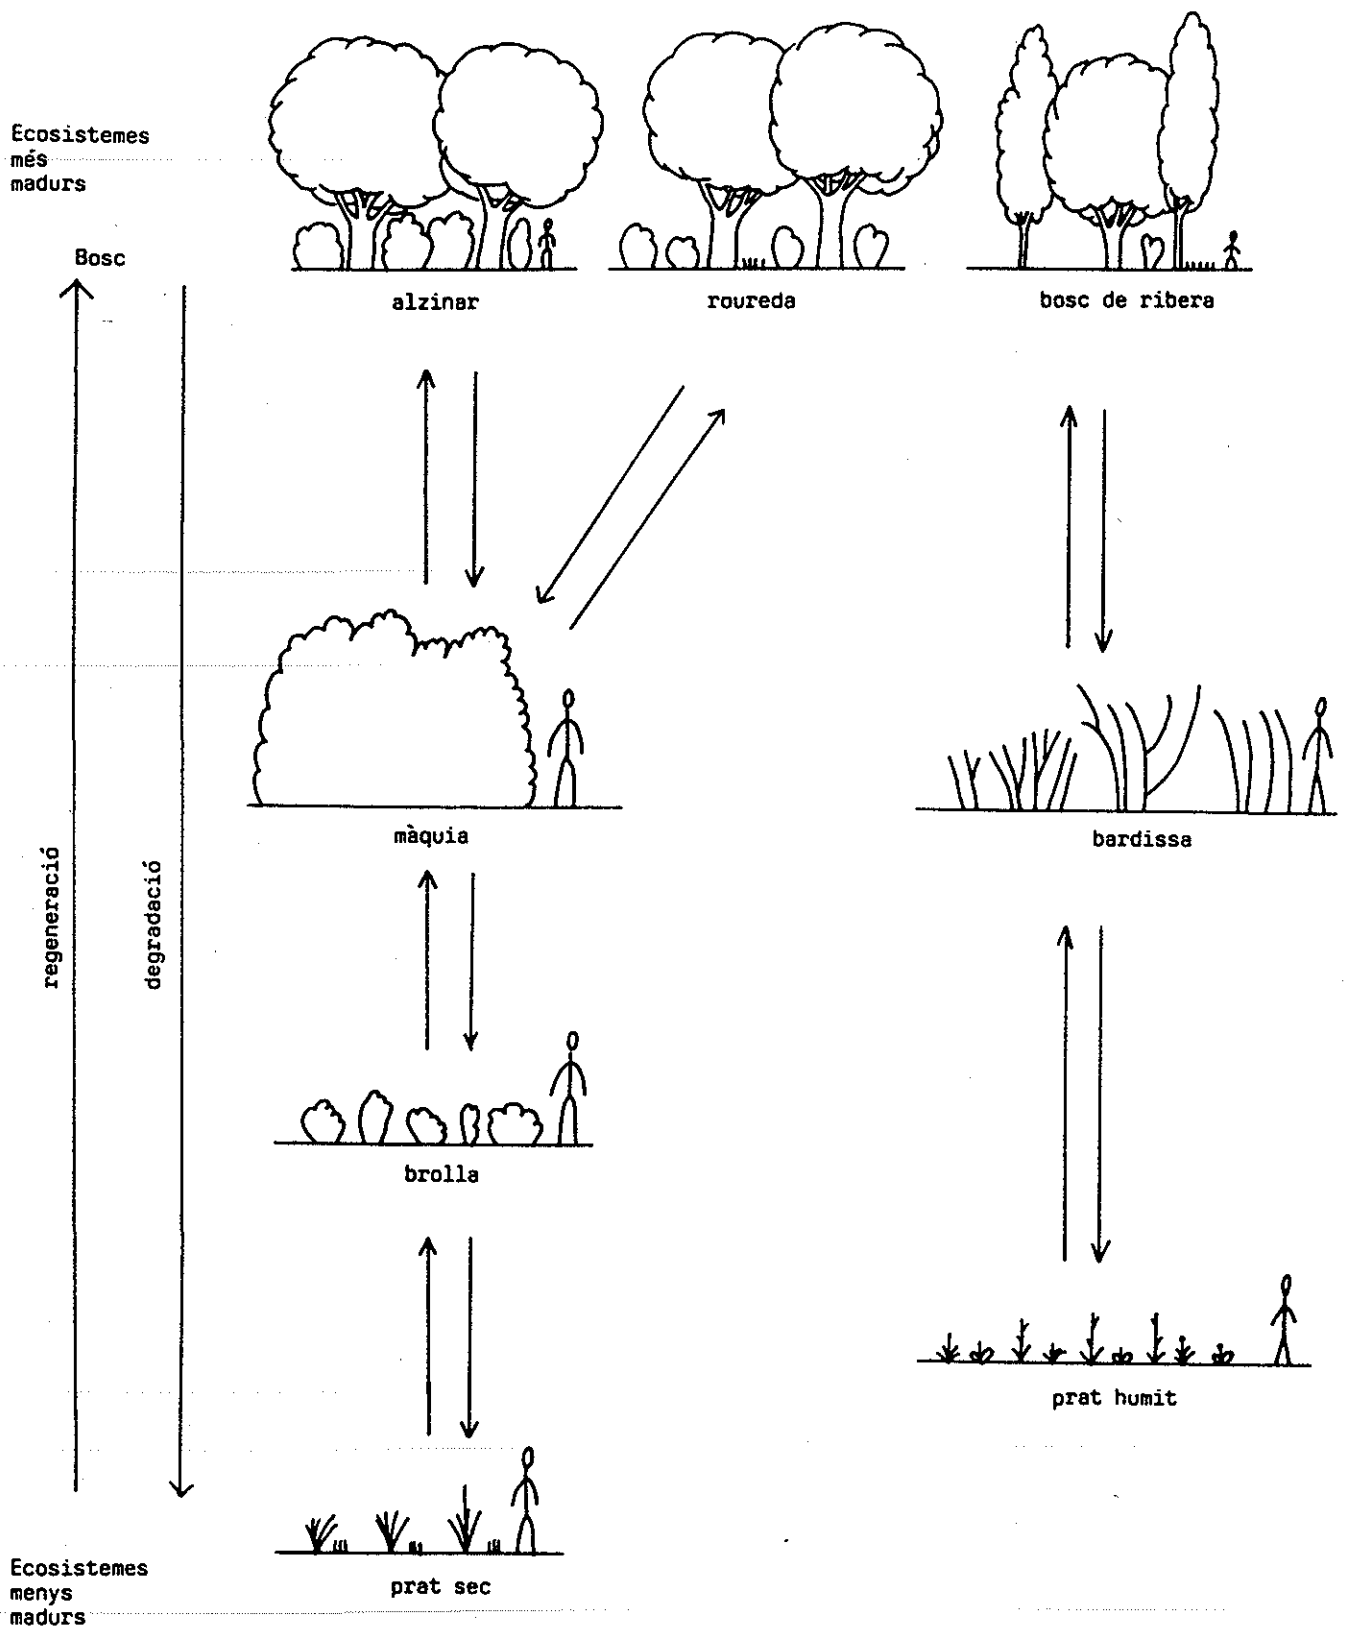 Ecosistemes
més
madurs
Bosc
alzinar
roureda
bosc de ribera
màquia
bardissa
regeneració
degradació
brolla
prat humit
prat sec
Ecosistemes
menys
madurs